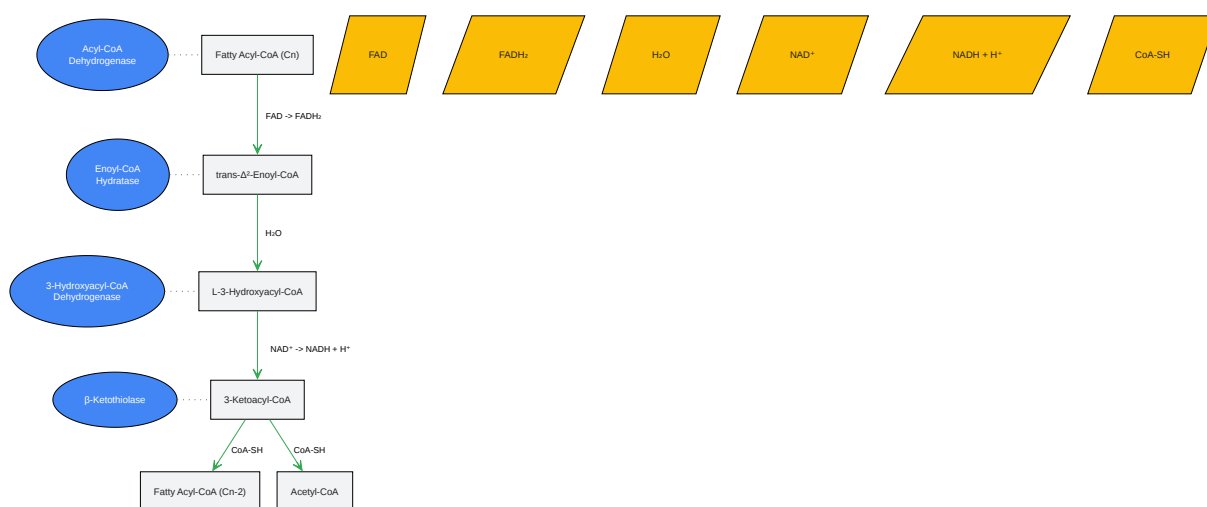 Acyl-CoA
Dehydrogenase
Fatty Acyl-CoA (Cn)
FAD
FADH₂
H₂O
NAD⁺
NADH + H⁺
CoA-SH
FAD -> FADH₂
Enoyl-CoA
Hydratase
trans-Δ²-Enoyl-CoA
H₂O
3-Hydroxyacyl-CoA
Dehydrogenase
L-3-Hydroxyacyl-CoA
NAD⁺ -> NADH + H⁺
β-Ketothiolase
3-Ketoacyl-CoA
CoA-SH
CoA-SH
Fatty Acyl-CoA (Cn-2)
Acetyl-CoA